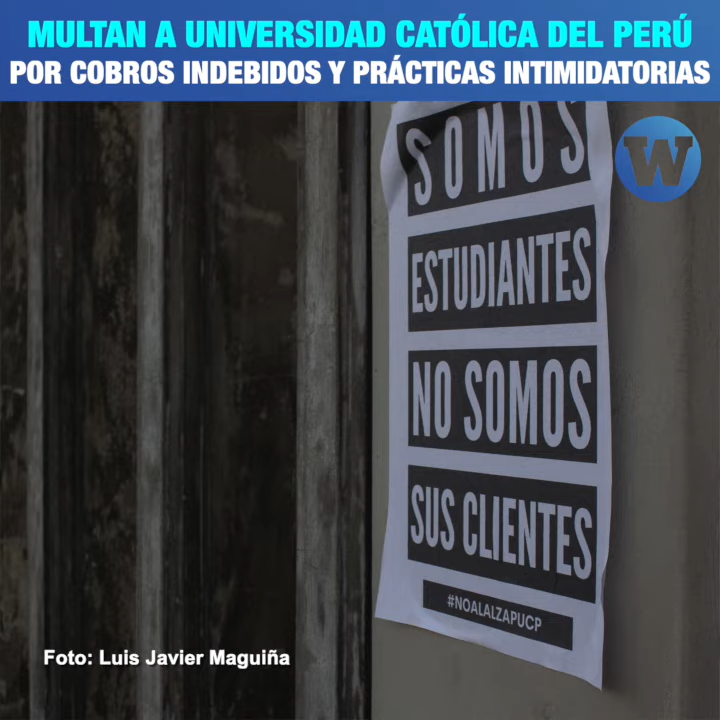 MULTAN A UNIVERSIDAD CATÓLICA DEL PERÚ
POR COBROS INDEBIDOS Y PRÁCTICAS INTIMIDATORIAS
W
SOMOS
ESTUDIANTES
NO SOMOS
SUS CLIENTES
#NOALALZAPUCP
Foto: Luis Javier Maguiña